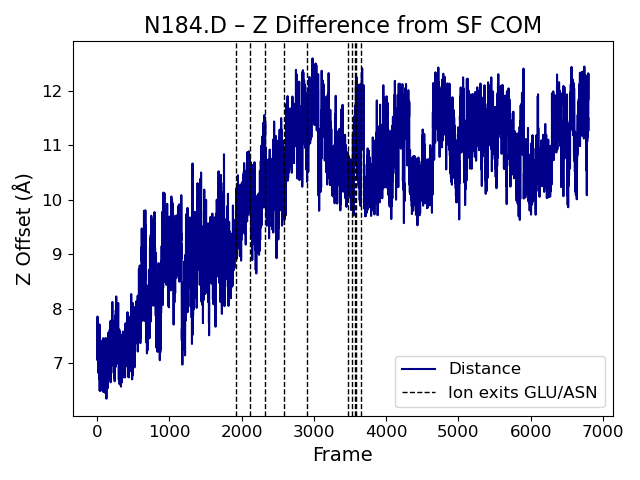 N184.D – Z Difference from SF COM
12
11
10
9
8
7
Z Offset (Å)
Distance
Ion exits GLU/ASN
0 1000 2000 3000 4000 5000 6000 7000
Frame